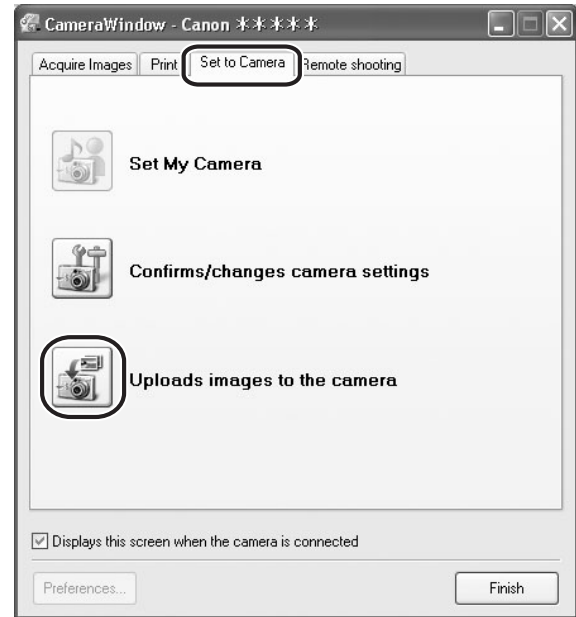 CameraWindow - Canon *****
Acquire Images Print Set to Camera Remote shooting
Set My Camera
Confirms/changes camera settings
Uploads images to the camera
Displays this screen when the camera is connected
Preferences... Finish